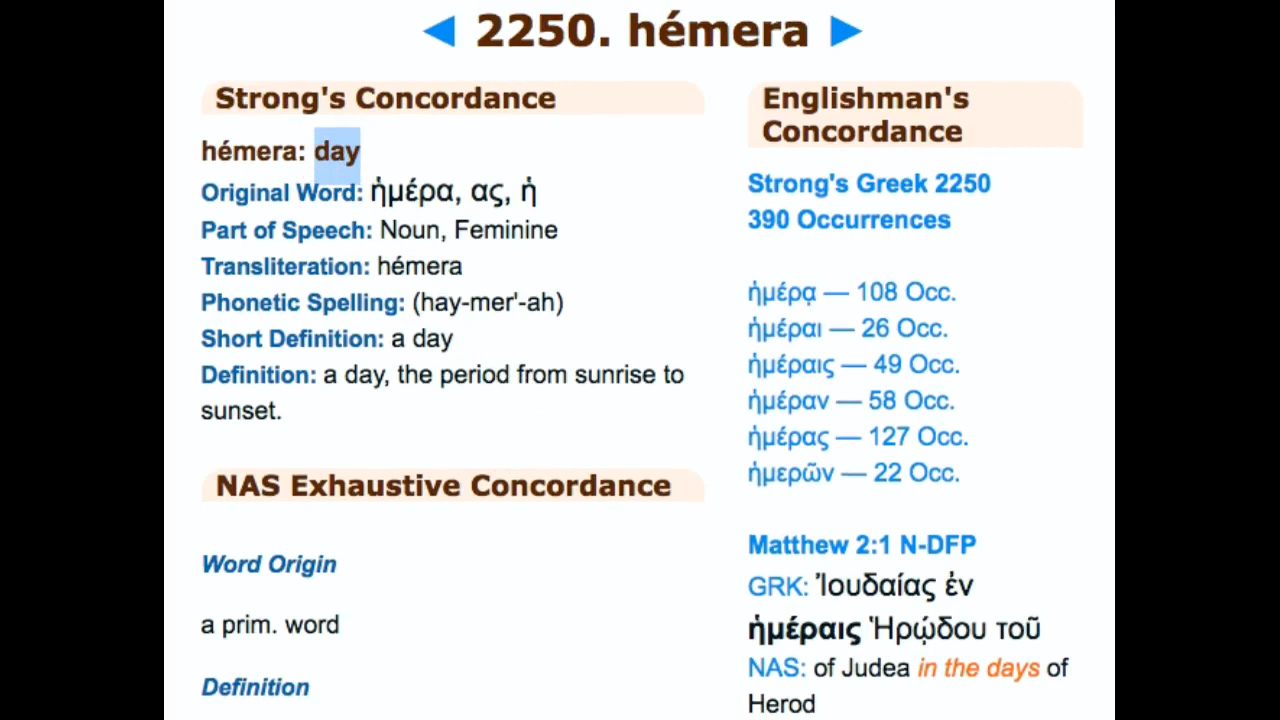 ◄ 2250. hémera ►
Strong's Concordance
hémera: day
Original Word: ἡμέρα, ας, ἡ
Part of Speech: Noun, Feminine
Transliteration: hémera
Phonetic Spelling: (hay-mer'-ah)
Short Definition: a day
Definition: a day, the period from sunrise to
sunset.
NAS Exhaustive Concordance
Word Origin
a prim. word
Definition
Englishman's
Concordance
Strong's Greek 2250
390 Occurrences
ἡμέρᾳ — 108 Occ.
ἡμέραι — 26 Occ.
ἡμέραις — 49 Occ.
ἡμέραν — 58 Occ.
ἡμέρας — 127 Occ.
ἡμερῶν — 22 Occ.
Matthew 2:1 N-DFP
GRK: Ἰουδαίας ἐν
ἡμέραις Ἡρῴδου τοῦ
NAS: of Judea in the days of
Herod